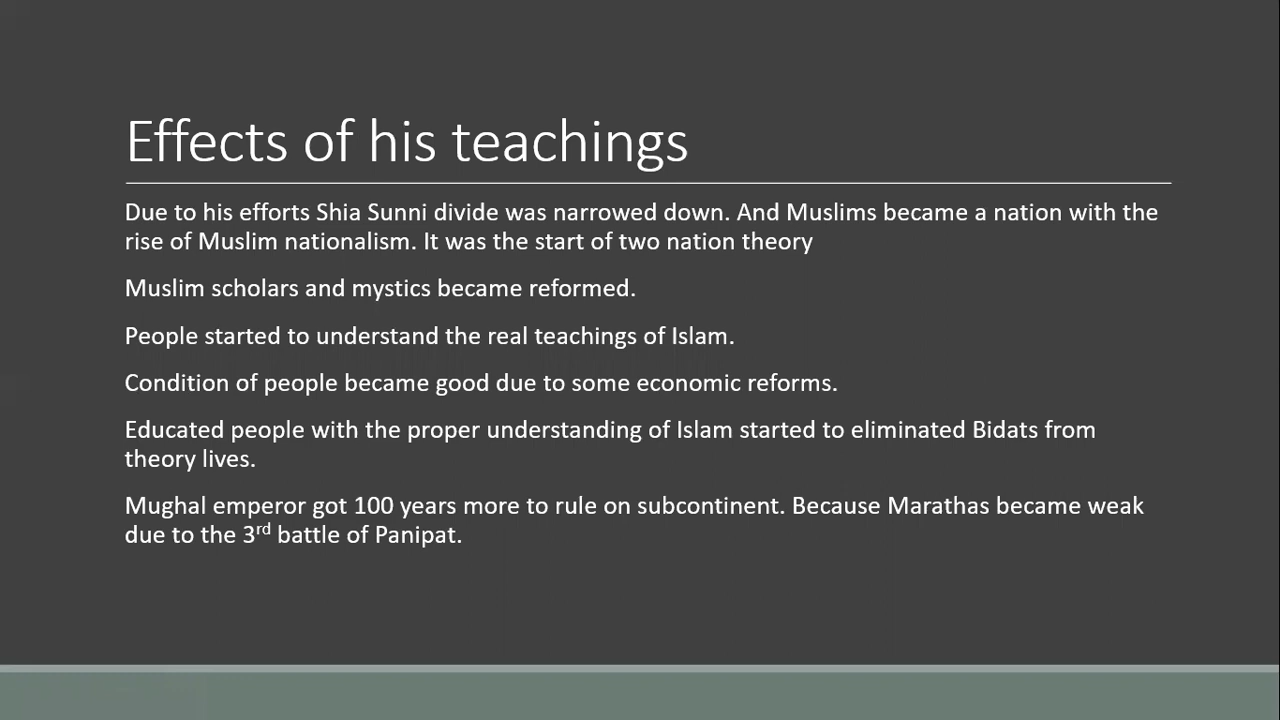 Effects of his teachings
Due to his efforts Shia Sunni divide was narrowed down. And Muslims became a nation with the
rise of Muslim nationalism. It was the start of two nation theory
Muslim scholars and mystics became reformed.
People started to understand the real teachings of Islam.
Condition of people became good due to some economic reforms.
Educated people with the proper understanding of Islam started to eliminated Bidats from
theory lives.
Mughal emperor got 100 years more to rule on subcontinent. Because Marathas became weak
due to the 3rd battle of Panipat.